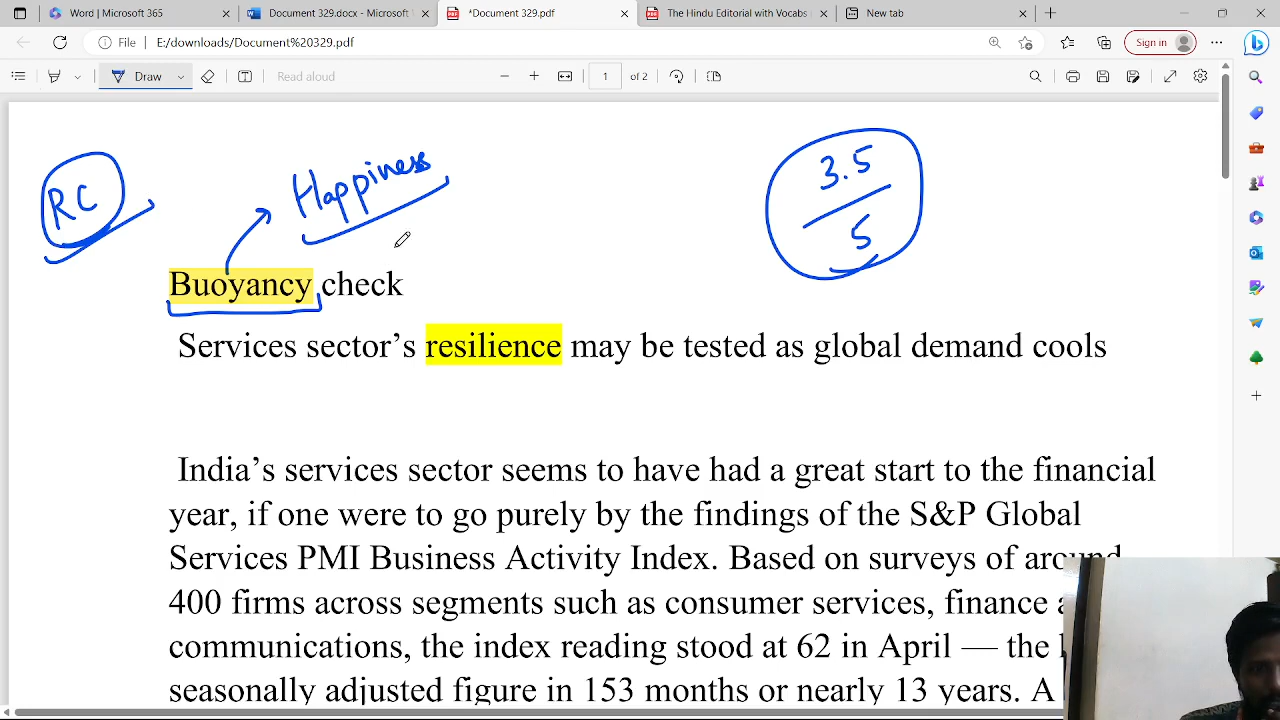 Word | Microsoft 365
Document 329.docx - Microsoft
*Document 329.pdf
The Hindu Editorial with Vocabs
New tab
File
E:/downloads/Document%20329.pdf
Sign in
Draw
Read aloud
1
of 2
RC
Happiness
3.5
5
Buoyancy check
Services sector’s resilience may be tested as global demand cools
India’s services sector seems to have had a great start to the financial
year, if one were to go purely by the findings of the S&P Global
Services PMI Business Activity Index. Based on surveys of around
400 firms across segments such as consumer services, finance a
communications, the index reading stood at 62 in April — the
seasonally adjusted figure in 153 months or nearly 13 years. A